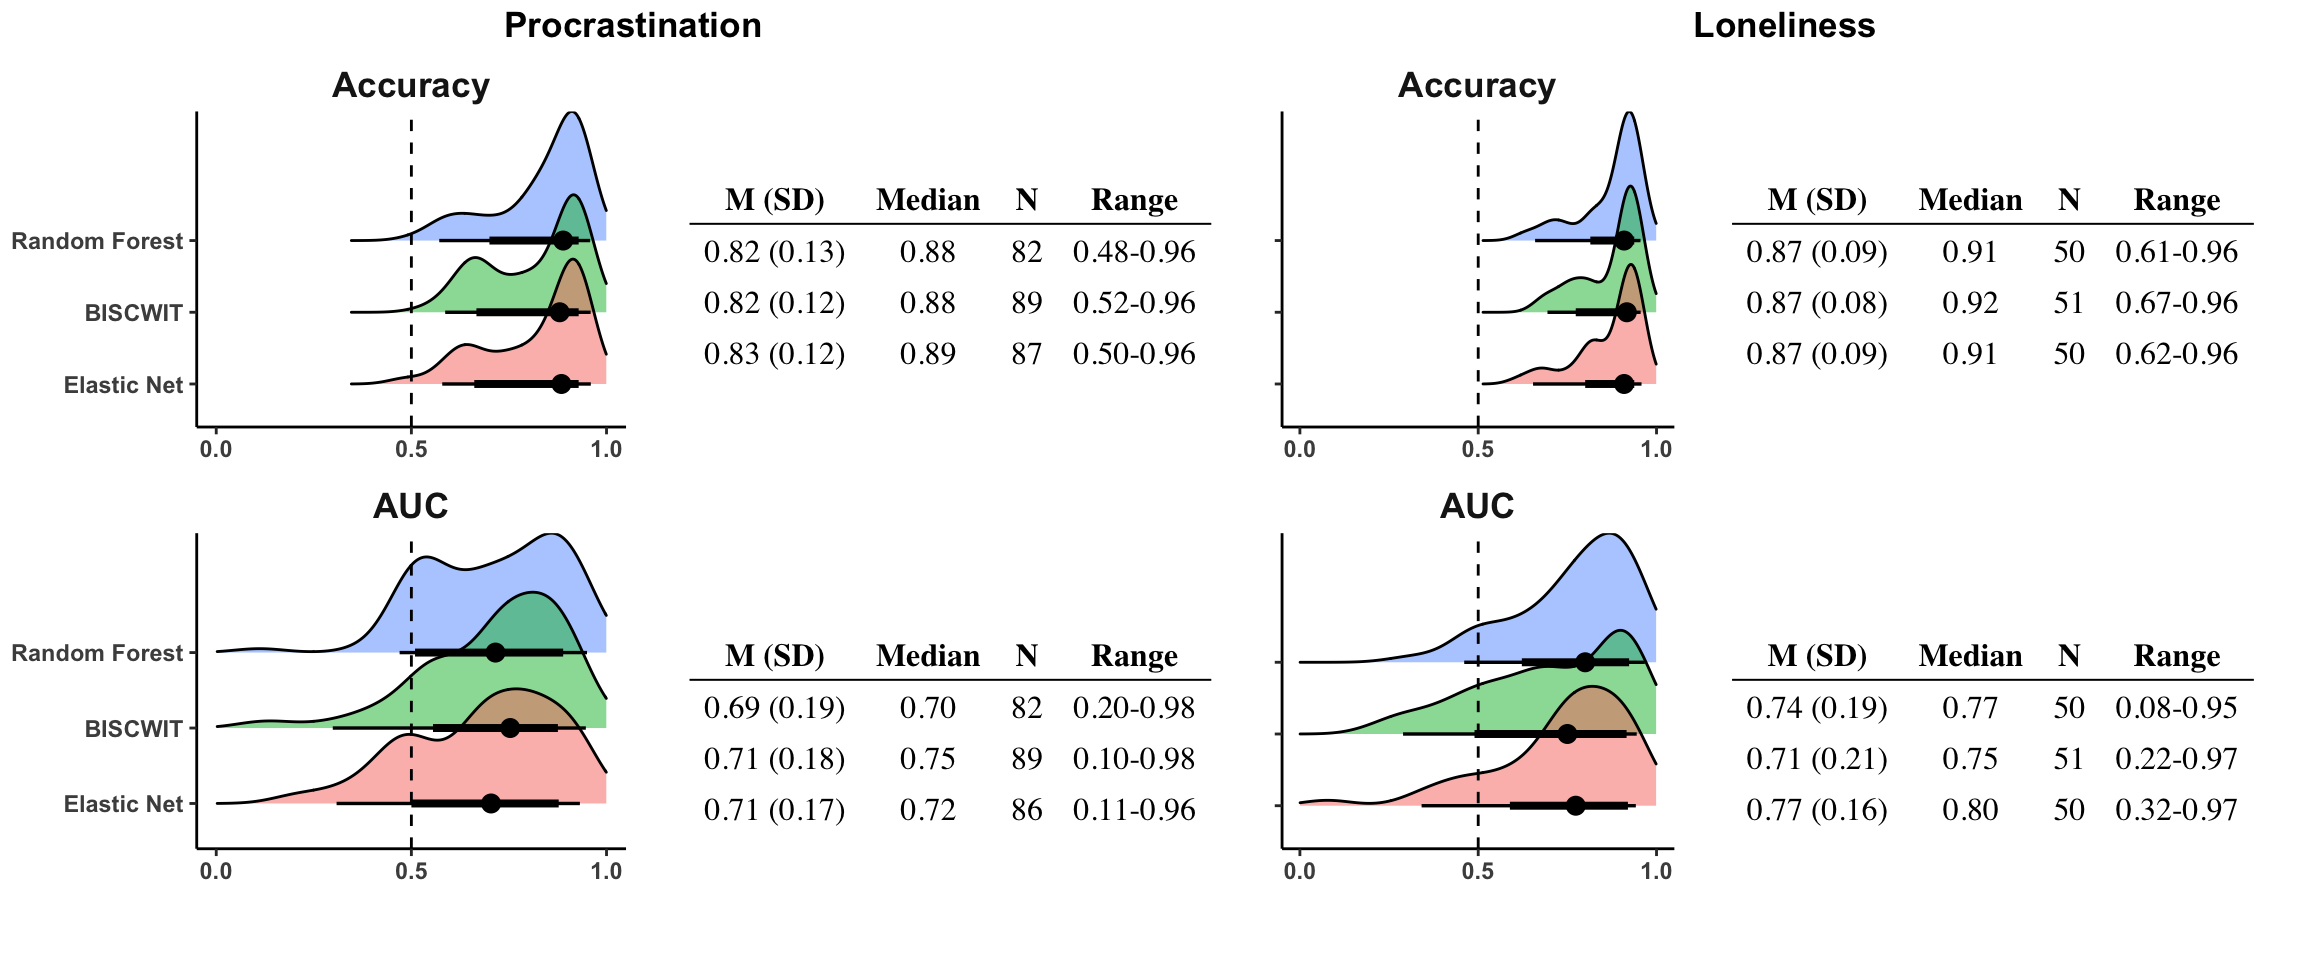 Procrastination
Loneliness
Accuracy
Random Forest
BISCWIT
Elastic Net
0.0 0.5 1.0
M (SD) Median N Range
0.82 (0.13) 0.88 82 0.48-0.96
0.82 (0.12) 0.88 89 0.52-0.96
0.83 (0.12) 0.89 87 0.50-0.96
Accuracy
0.0 0.5 1.0
M (SD) Median N Range
0.87 (0.09) 0.91 50 0.61-0.96
0.87 (0.08) 0.92 51 0.67-0.96
0.87 (0.09) 0.91 50 0.62-0.96
AUC
Random Forest
BISCWIT
Elastic Net
0.0 0.5 1.0
M (SD) Median N Range
0.69 (0.19) 0.70 82 0.20-0.98
0.71 (0.18) 0.75 89 0.10-0.98
0.71 (0.17) 0.72 86 0.11-0.96
AUC
0.0 0.5 1.0
M (SD) Median N Range
0.74 (0.19) 0.77 50 0.08-0.95
0.71 (0.21) 0.75 51 0.22-0.97
0.77 (0.16) 0.80 50 0.32-0.97